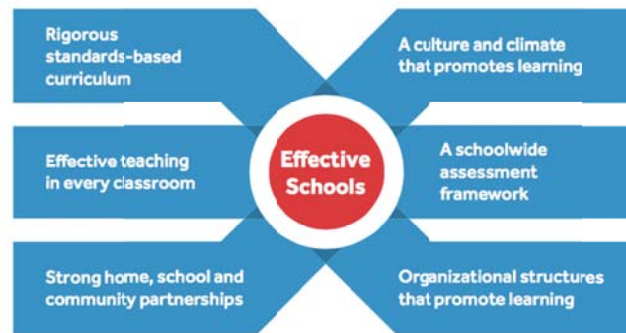 Rigorous
standards-based
curriculum
A culture and climate
that promotes learning
Effective teaching
in every classroom
Effective
Schools
A schoolwide
assessment
framework
Strong home, school and
community partnerships
Organizational structures
that promote learning